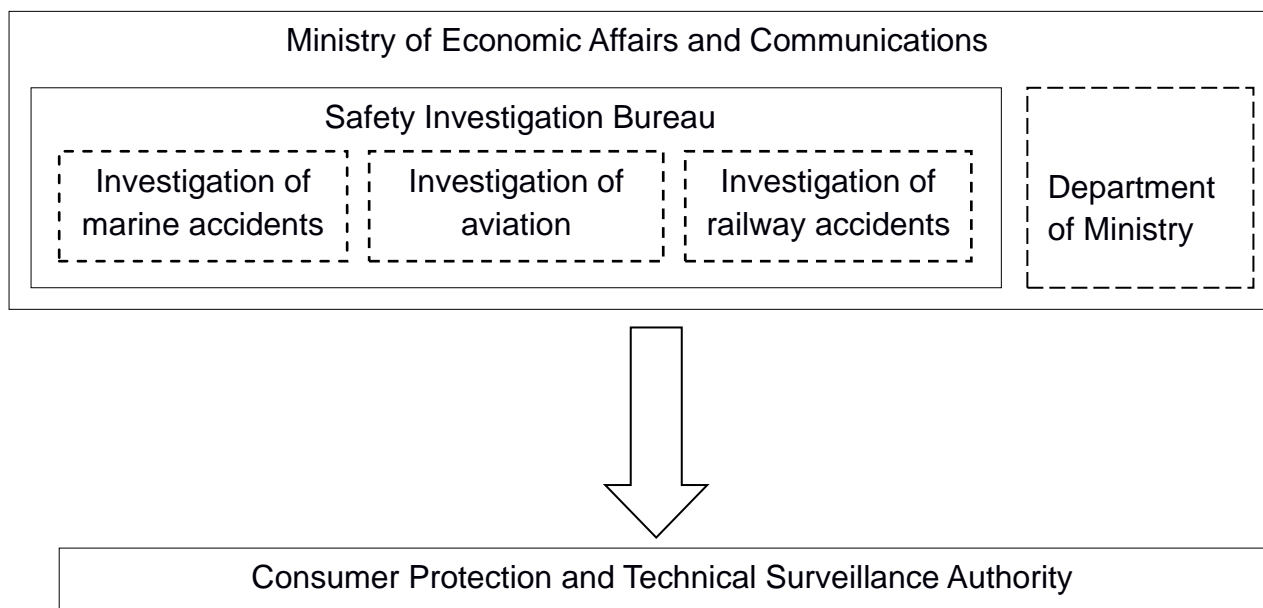 Ministry of Economic Affairs and Communications
Safety Investigation Bureau
Investigation of
marine accidents
Investigation of
aviation
Investigation of
railway accidents
Department
of Ministry
Consumer Protection and Technical Surveillance Authority